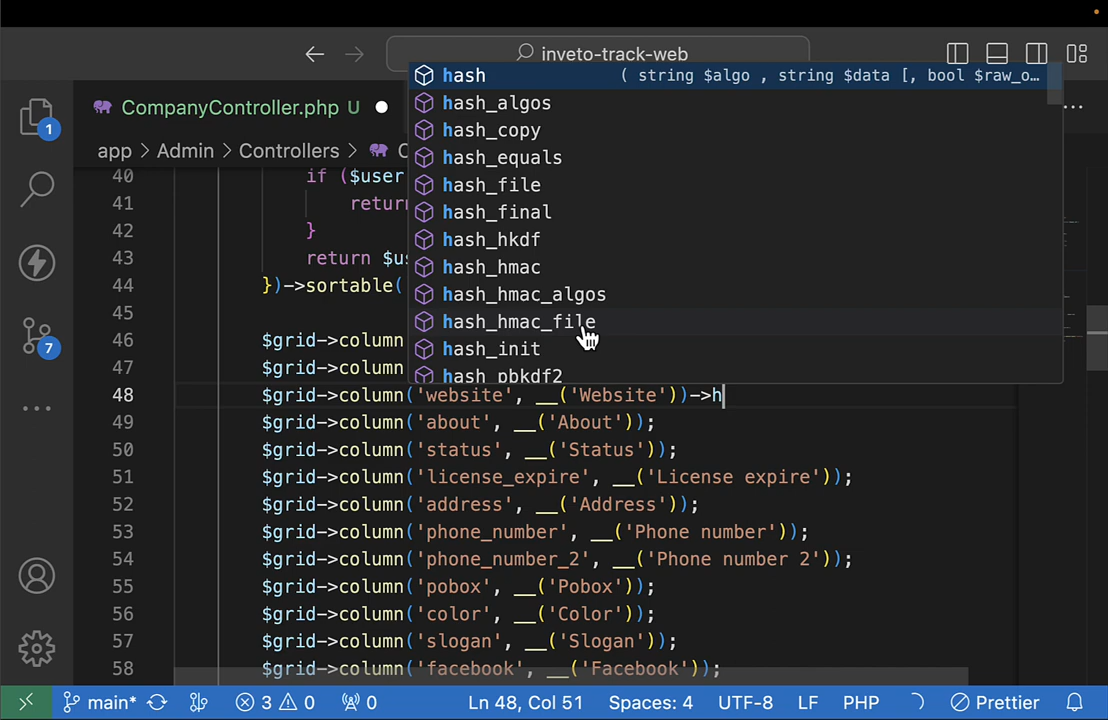 inveto-track-web
CompanyController.php U
app > Admin > Controllers > C
hash ( string $algo , string $data [, bool $raw_o…
hash_algos
hash_copy
hash_equals
hash_file
hash_final
hash_hkdf
hash_hmac
hash_hmac_algos
hash_hmac_file
hash_init
hash_pbkdf2
1
7
40 if ($user
41 return
42 }
43 return $us
44 })->sortable(
45
46 $grid->column
47 $grid->column
48 $grid->column('website', __('Website'))->h
49 $grid->column('about', __('About'));
50 $grid->column('status', __('Status'));
51 $grid->column('license_expire', __('License expire'));
52 $grid->column('address', __('Address'));
53 $grid->column('phone_number', __('Phone number'));
54 $grid->column('phone_number_2', __('Phone number 2'));
55 $grid->column('pobox', __('Pobox'));
56 $grid->column('color', __('Color'));
57 $grid->column('slogan', __('Slogan'));
58 $grid->column('facebook', __('Facebook'));
main* 3 0 0 Ln 48, Col 51 Spaces: 4 UTF-8 LF PHP Prettier